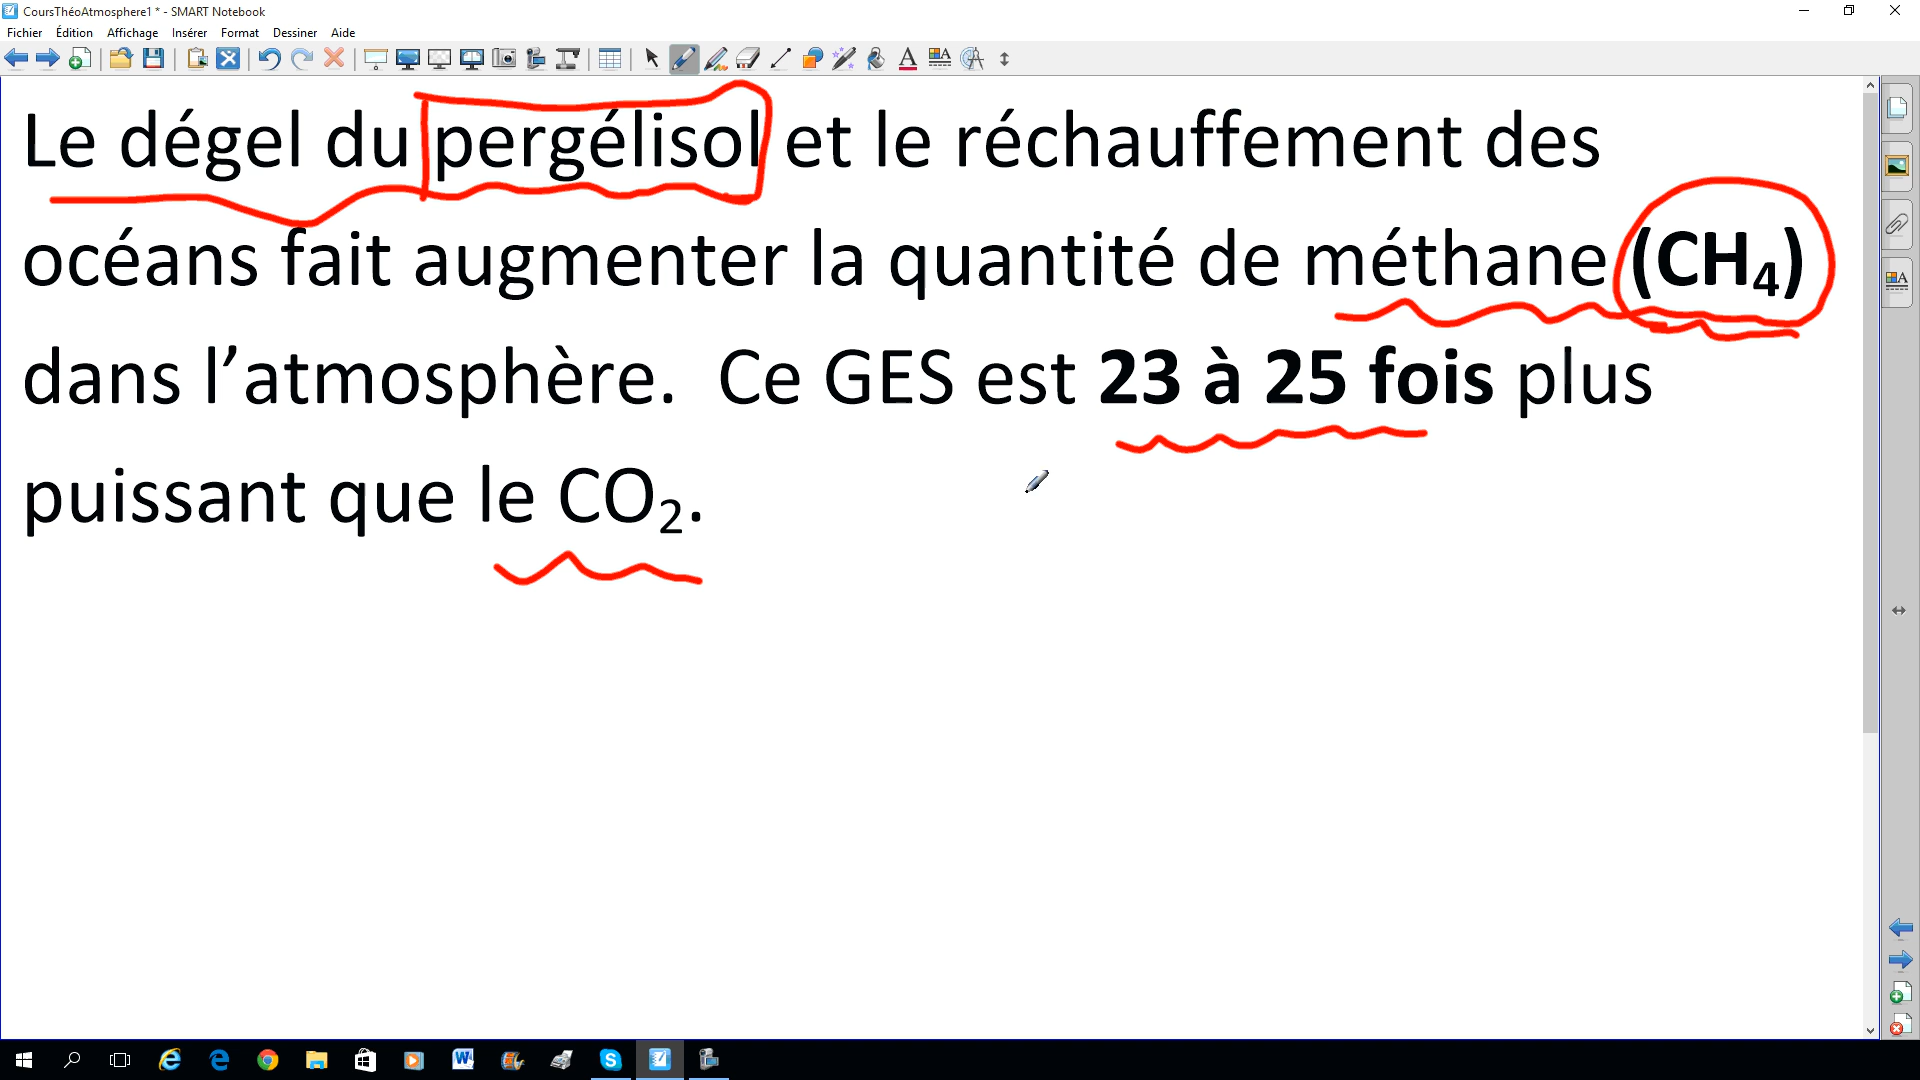 CoursThéoAtmosphere1 * - SMART Notebook
Fichier Édition Affichage Insérer Format Dessiner Aide
Le dégel du pergélisol et le réchauffement des
océans fait augmenter la quantité de méthane (CH₄)
dans l’atmosphère. Ce GES est 23 à 25 fois plus
puissant que le CO₂.